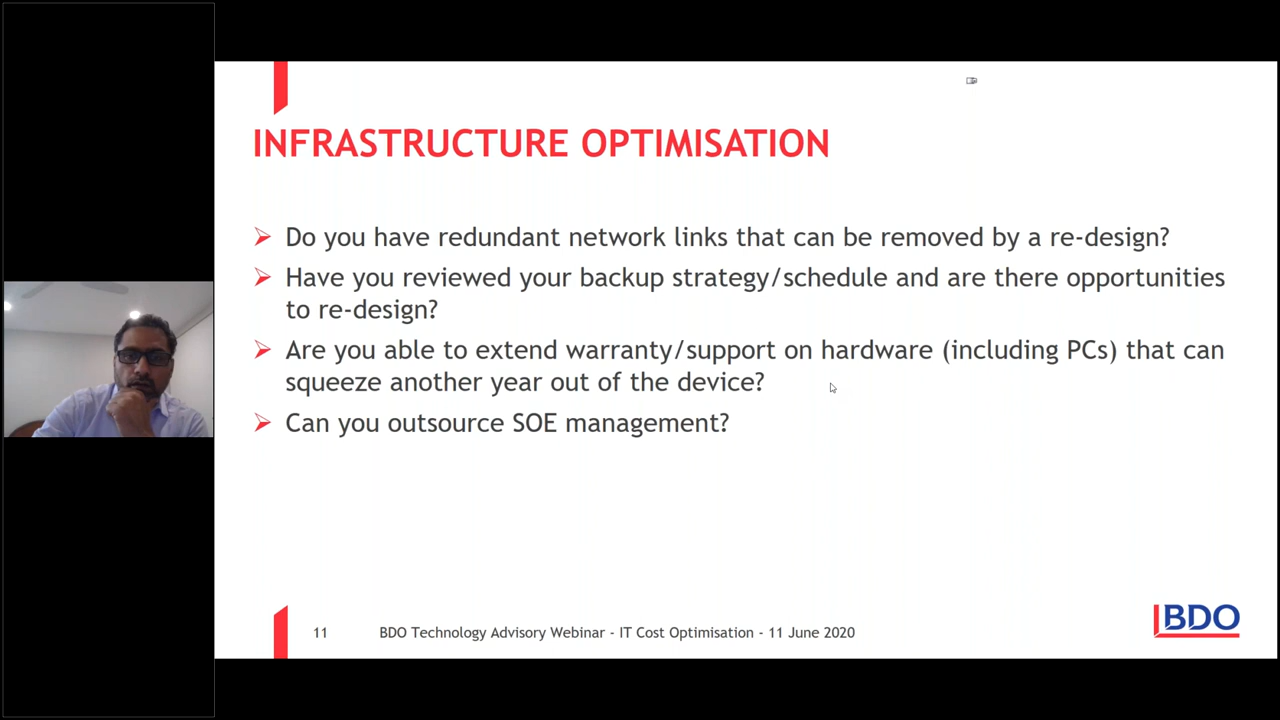 INFRASTRUCTURE OPTIMISATION
Do you have redundant network links that can be removed by a re-design?
Have you reviewed your backup strategy/schedule and are there opportunities
to re-design?
Are you able to extend warranty/support on hardware (including PCs) that can
squeeze another year out of the device?
Can you outsource SOE management?
11 BDO Technology Advisory Webinar - IT Cost Optimisation - 11 June 2020
BDO